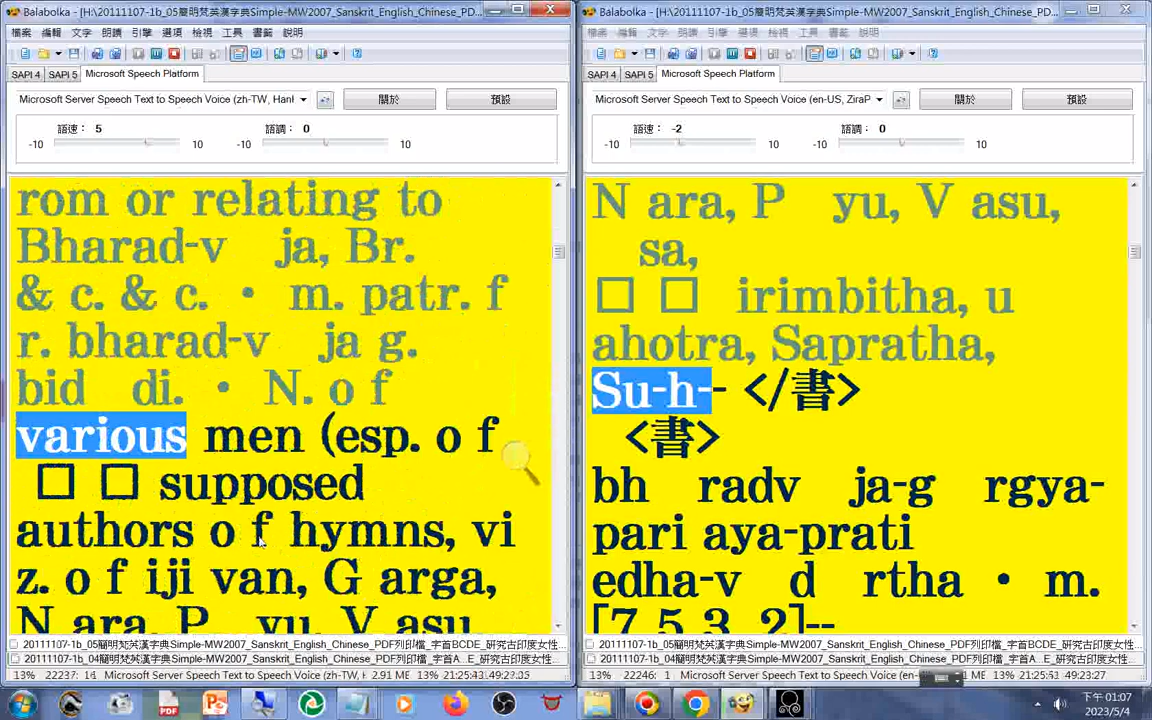 Balabolka - [H:\20111107-1b_05簡明梵英漢字典Simple-MW2007_Sanskrit_English_Chinese_PD...
檔案 編輯 文字 朗讀 引擎 選項 檢視 工具 書籤 說明
SAPI 4 SAPI 5 Microsoft Speech Platform
Microsoft Server Speech Text to Speech Voice (zh-TW, Hanl
關於 預設
語速： 5 語調： 0
-10 10 -10 10
rom or relating to
Bharad-v ja, Br.
& c. & c. • m. patr. f
r. bharad-v ja g.
bid di. • N. o f
various men (esp. o f
□ □ supposed
authors o f hymns, vi
z. o f iji van, G arga,
N ara, P yu, V asu,
20111107-1b_05簡明梵英漢字典Simple-MW2007_Sanskrit_English_Chinese_PDF列印檔_字首BCDE_研究古印度女性...
20111107-1b_04簡明梵英漢字典Simple-MW2007_Sanskrit_English_Chinese_PDF列印檔_字首A...E_研究古印度女性...
13% 22237: 14 Microsoft Server Speech Text to Speech Voice (zh-TW, H 2.91 ME 13% 21:25:43
Balabolka - [H:\20111107-1b_05簡明梵英漢字典Simple-MW2007_Sanskrit_English_Chinese_PD...
檔案 編輯 文字 朗讀 引擎 選項 檢視 工具 書籤 說明
SAPI 4 SAPI 5 Microsoft Speech Platform
Microsoft Server Speech Text to Speech Voice (en-US, ZiraP
關於 預設
語速： -2 語調： 0
-10 10 -10 10
N ara, P yu, V asu,
sa,
□ □ irimbitha, u
ahotra, Sapratha,
Su-h-- </書>
<書>
bh radv ja-g rgya-
pari aya-prati
edha-v d rtha • m.
[7,5,3, 2]--
20111107-1b_05簡明梵英漢字典Simple-MW2007_Sanskrit_English_Chinese_PDF列印檔_字首BCDE_研究古印度女性...
20111107-1b_04簡明梵英漢字典Simple-MW2007_Sanskrit_English_Chinese_PDF列印檔_字首A...E_研究古印度女性...
13% 22246: 1 Microsoft Server Speech Text to Speech Voice (en-US, Z ME 13% 21:25:51 49:23:27
下午 01:07
2023/5/4